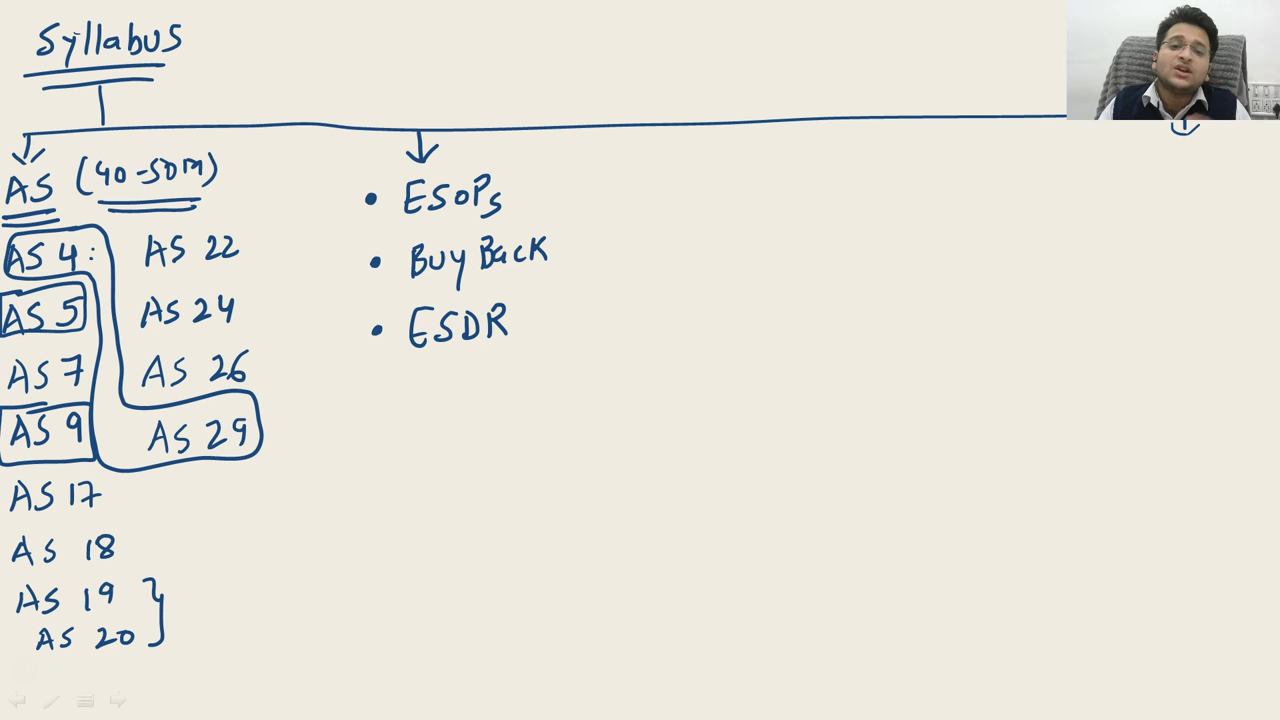 Syllabus
AS (40-50M)
AS 4:
AS 5
AS 7
AS 9
AS 17
AS 18
AS 19
AS 20
AS 22
AS 24
AS 26
AS 29
• ESOPs
• Buy Back
• ESDR